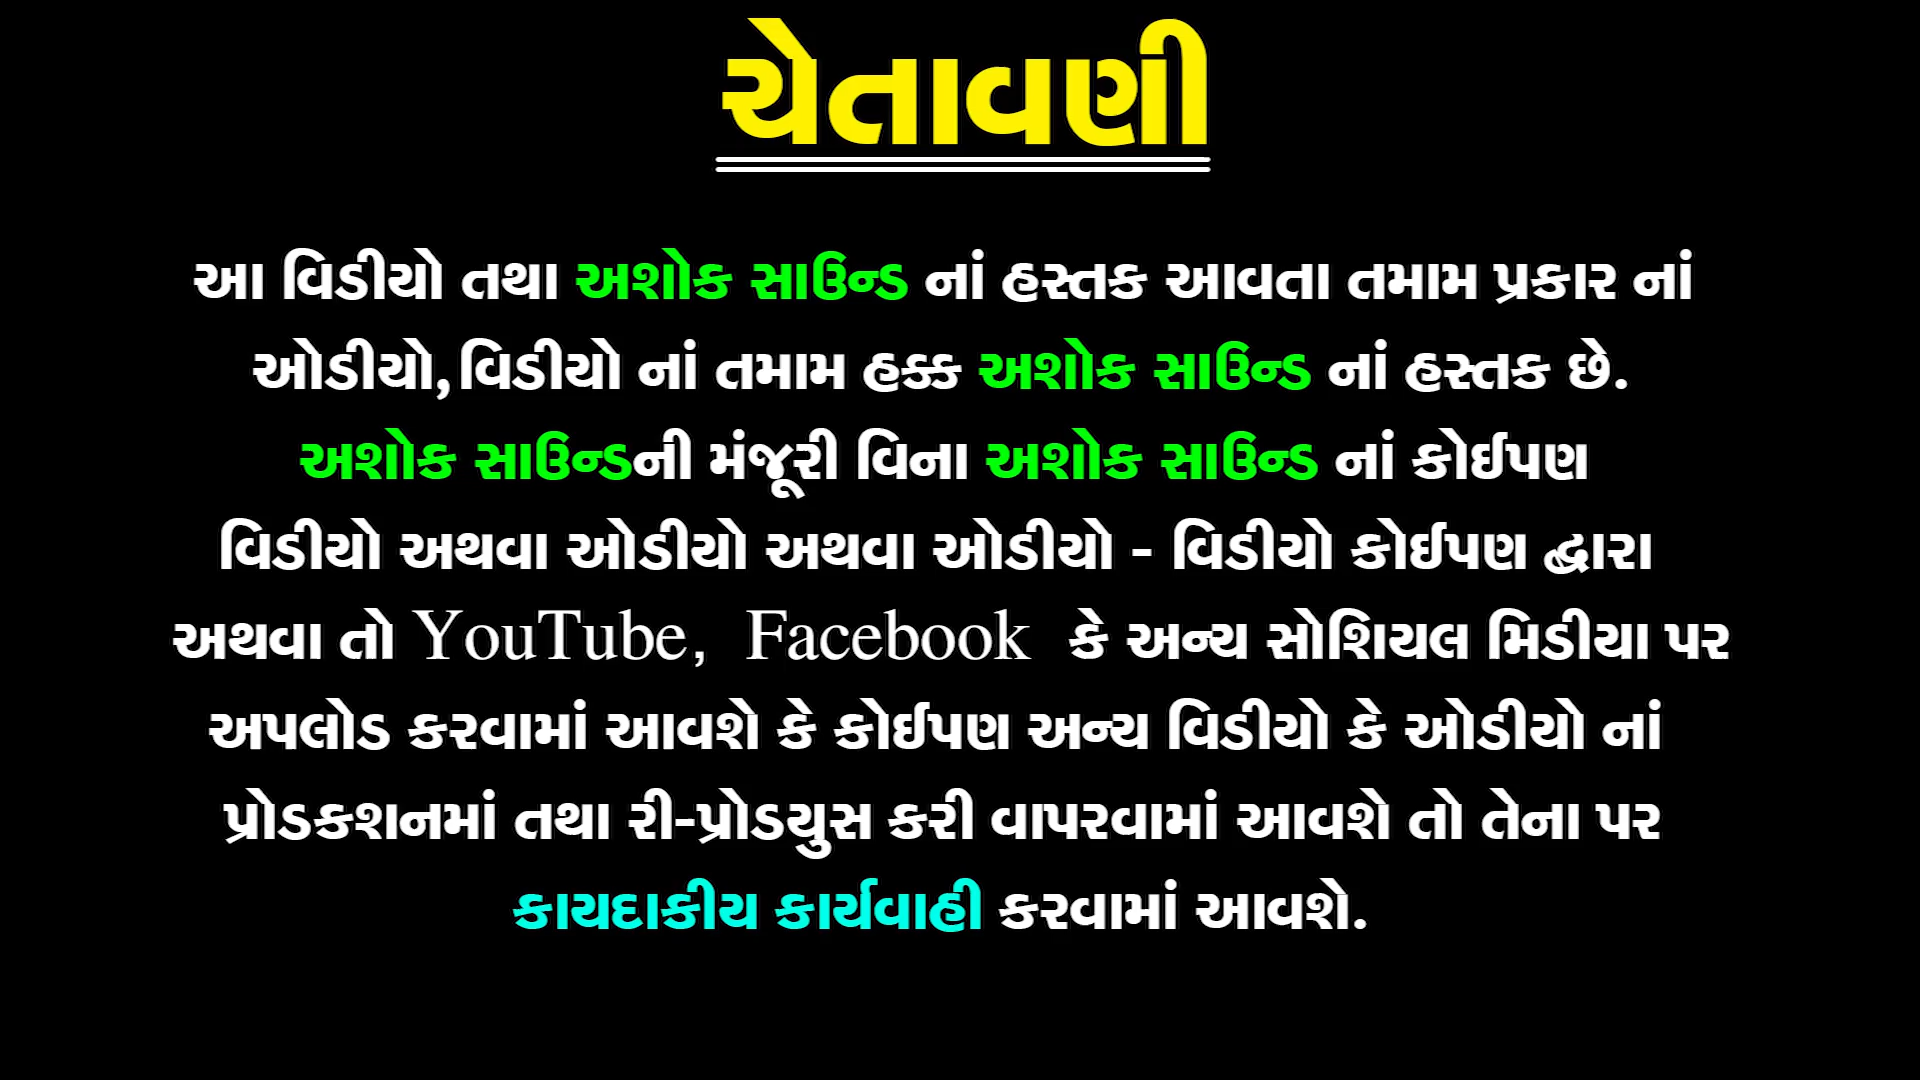 ચેતાવણી
આ વિડીયો તથા અશોક સાઉન્ડ નાં હસ્તક આવતા તમામ પ્રકાર નાં
ઓડીયો,વિડીયો નાં તમામ હક્ક અશોક સાઉન્ડ નાં હસ્તક છે.
અશોક સાઉન્ડની મંજૂરી વિના અશોક સાઉન્ડ નાં કોઈપણ
વિડીયો અથવા ઓડીયો અથવા ઓડીયો - વિડીયો કોઈપણ દ્વારા
અથવા તો YouTube, Facebook કે અન્ય સોશિયલ મિડીયા પર
અપલોડ કરવામાં આવશે કે કોઈપણ અન્ય વિડીયો કે ઓડીયો નાં
પ્રોડકશનમાં તથા રી-પ્રોડયુસ કરી વાપરવામાં આવશે તો તેના પર
કાયદાકીય કાર્યવાહી કરવામાં આવશે.